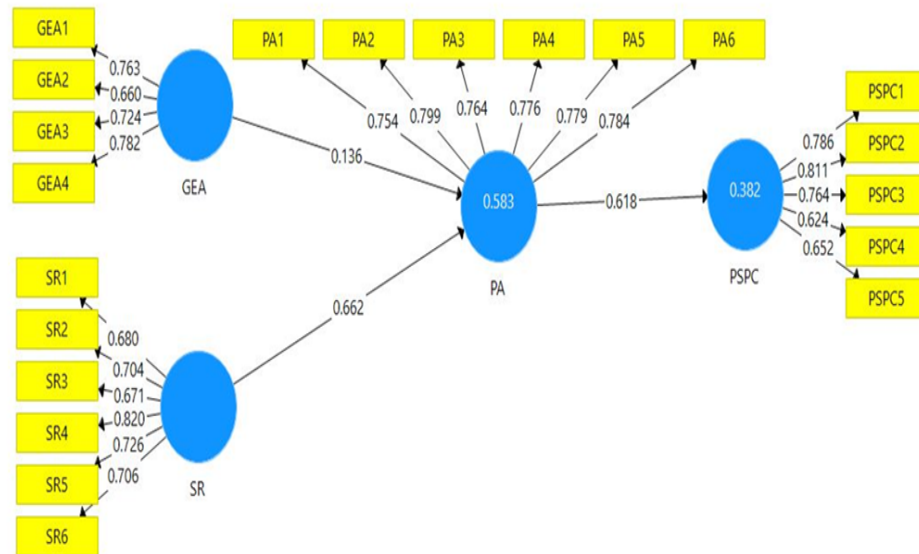 GEA1
GEA2
GEA3
GEA4
0.763
0.660
0.724
0.782
GEA
PA1
PA2
PA3
PA4
PA5
PA6
0.754
0.799
0.764
0.776
0.779
0.784
0.136
0.583
PA
0.618
0.382
PSPC
PSPC1
PSPC2
PSPC3
PSPC4
PSPC5
0.786
0.811
0.764
0.624
0.652
SR1
SR2
SR3
SR4
SR5
SR6
0.680
0.704
0.671
0.820
0.726
0.706
SR
0.662